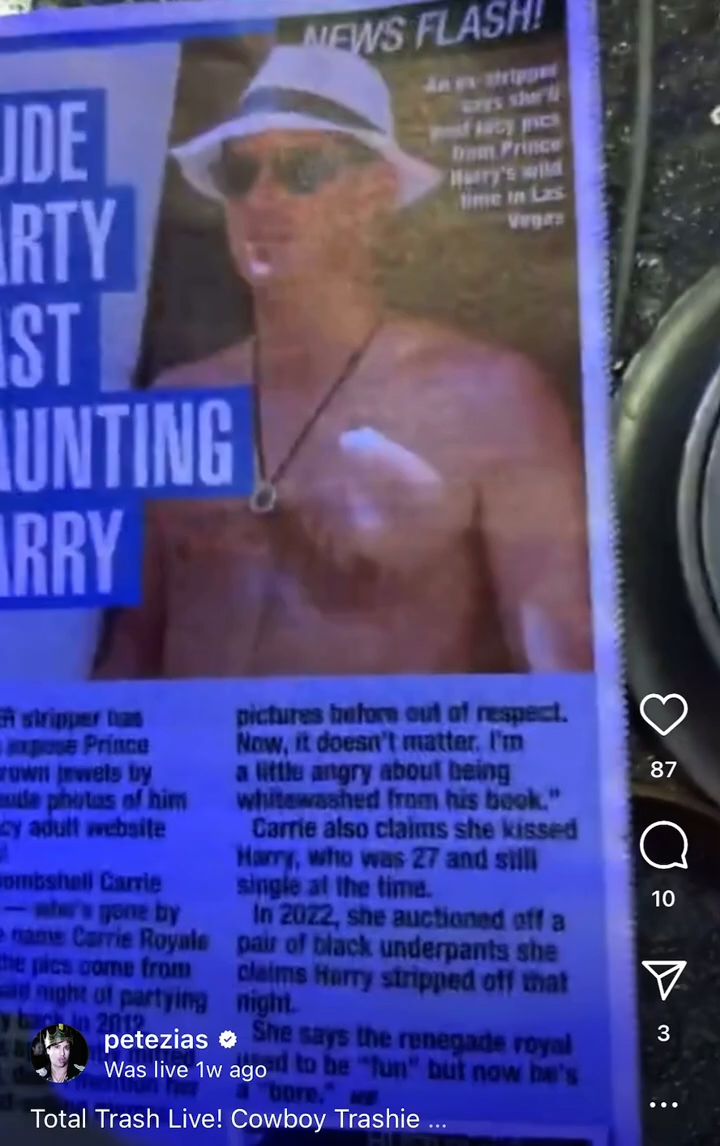 NEWS FLASH!
An ex-stripper
says she'll
post racy pics
from Prince
Harry's wild
time in Las
Vegas
UDE
ARTY
AST
AUNTING
ARRY
stripper has
expose Prince
rown jewels by
ude photos of him
cy adult website
ombshell Carrie
— who's gone by
name Carrie Royale
he pics come from
night of partying
back in 2012
pictures before out of respect.
Now, it doesn't matter. I'm
a little angry about being
whitewashed from his book."
Carrie also claims she kissed
Harry, who was 27 and still
single at the time.
In 2022, she auctioned off a
pair of black underpants she
claims Harry stripped off that
night.
She says the renegade royal
used to be "fun" but now he's
a "bore."
87
10
3
petezias
Was live 1w ago
Total Trash Live! Cowboy Trashie ...